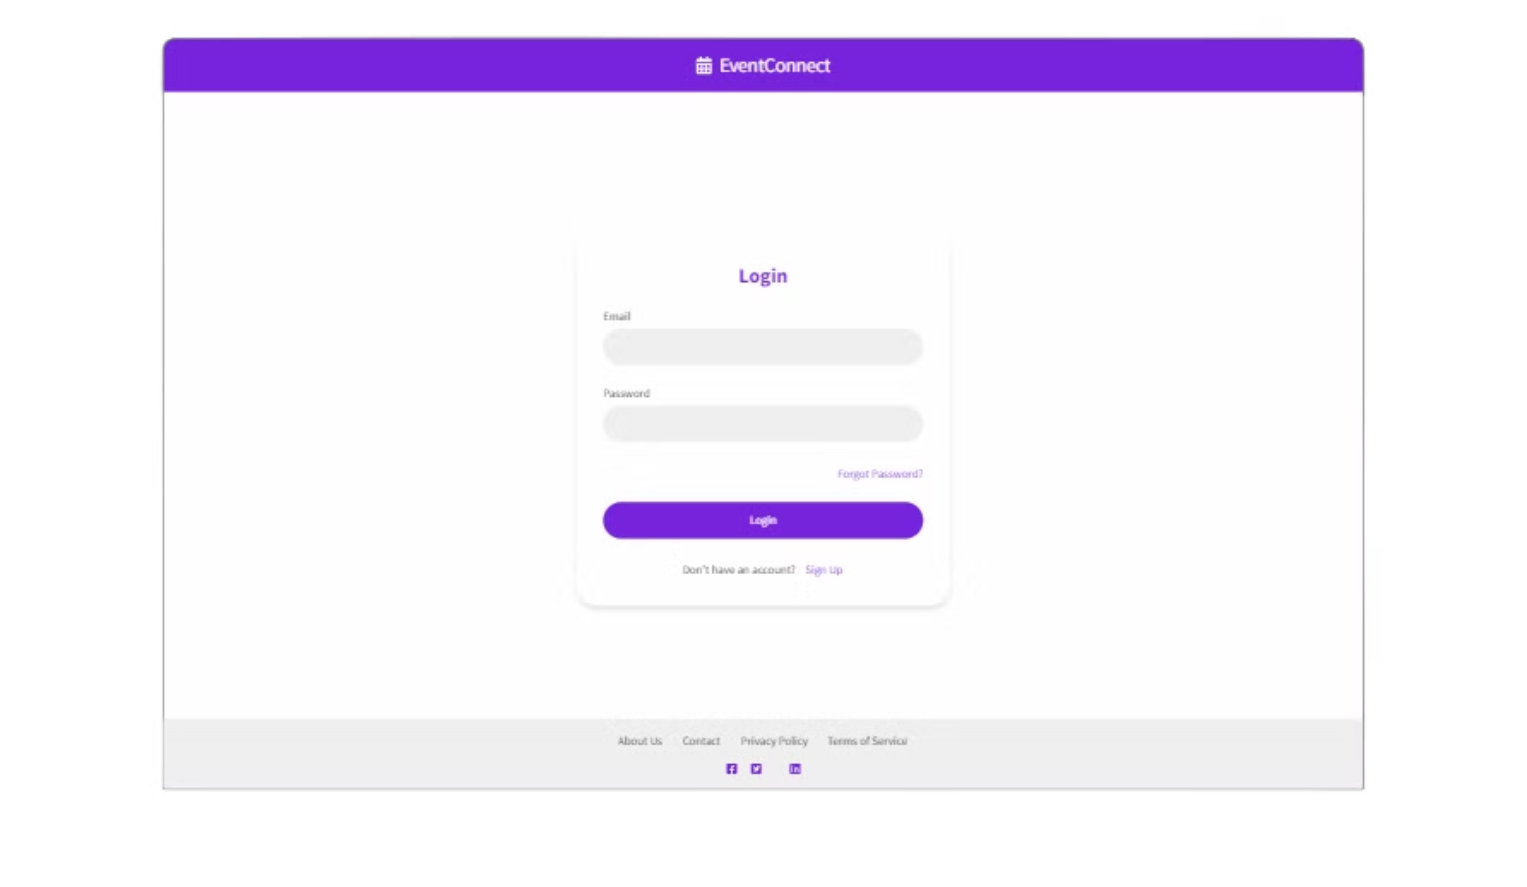 EventConnect
Login
Email
Password
Forgot Password?
Login
Don't have an account? Sign Up
About Us Contact Privacy Policy Terms of Service